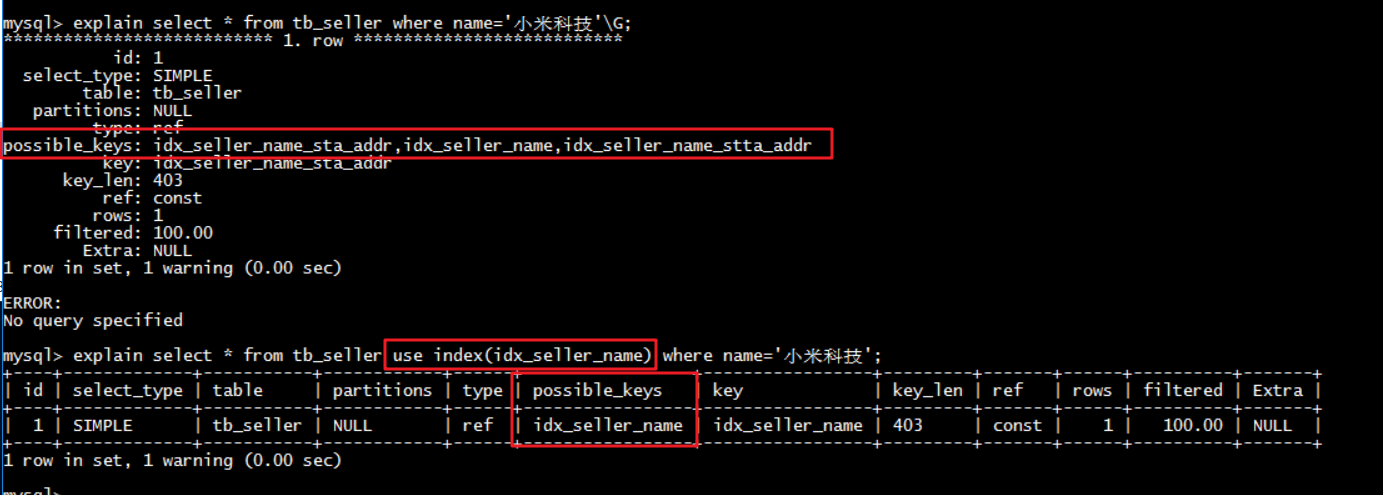 mysql> explain select * from tb_seller where name='小米科技'\G;
*************************** 1. row ***************************
id: 1
select_type: SIMPLE
table: tb_seller
partitions: NULL
type: ref
possible_keys: idx_seller_name_sta_addr,idx_seller_name,idx_seller_name_stta_addr
key: idx_seller_name_sta_addr
key_len: 403
ref: const
rows: 1
filtered: 100.00
Extra: NULL
1 row in set, 1 warning (0.00 sec)
ERROR:
No query specified
mysql> explain select * from tb_seller use index(idx_seller_name) where name='小米科技';
+----+-------------+-----------+------------+------+-----------------+-----------------+---------+-------+------+----------+-------+
| id | select_type | table | partitions | type | possible_keys | key | key_len | ref | rows | filtered | Extra |
+----+-------------+-----------+------------+------+-----------------+-----------------+---------+-------+------+----------+-------+
| 1 | SIMPLE | tb_seller | NULL | ref | idx_seller_name | idx_seller_name | 403 | const | 1 | 100.00 | NULL |
+----+-------------+-----------+------------+------+-----------------+-----------------+---------+-------+------+----------+-------+
1 row in set, 1 warning (0.00 sec)
mysql>